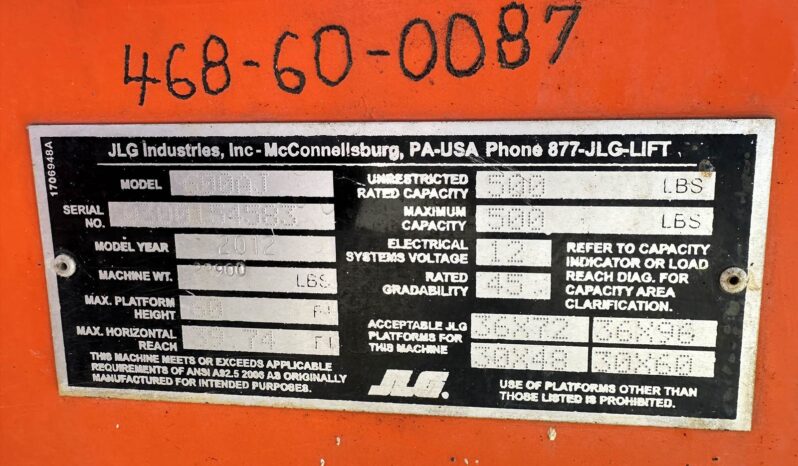 468-60-0087
1706948A
JLG Industries, Inc - McConnellsburg, PA-USA Phone 877-JLG-LIFT
MODEL 600AJ
SERIAL NO.
MODEL YEAR 2012
MACHINE WT. LBS
MAX. PLATFORM HEIGHT 60 FT
MAX. HORIZONTAL REACH FT
THIS MACHINE MEETS OR EXCEEDS APPLICABLE
REQUIREMENTS OF ANSI A92.5 2006 AS ORIGINALLY
MANUFACTURED FOR INTENDED PURPOSES.
UNRESTRICTED RATED CAPACITY 500 LBS
MAXIMUM CAPACITY 500 LBS
ELECTRICAL SYSTEMS VOLTAGE 12
RATED GRADABILITY 45
REFER TO CAPACITY
INDICATOR OR LOAD
REACH DIAG. FOR
CAPACITY AREA
CLARIFICATION.
ACCEPTABLE JLG
PLATFORMS FOR
THIS MACHINE
36X72 36X96
30X48 30X60
JLG®
USE OF PLATFORMS OTHER THAN
THOSE LISTED IS PROHIBITED.